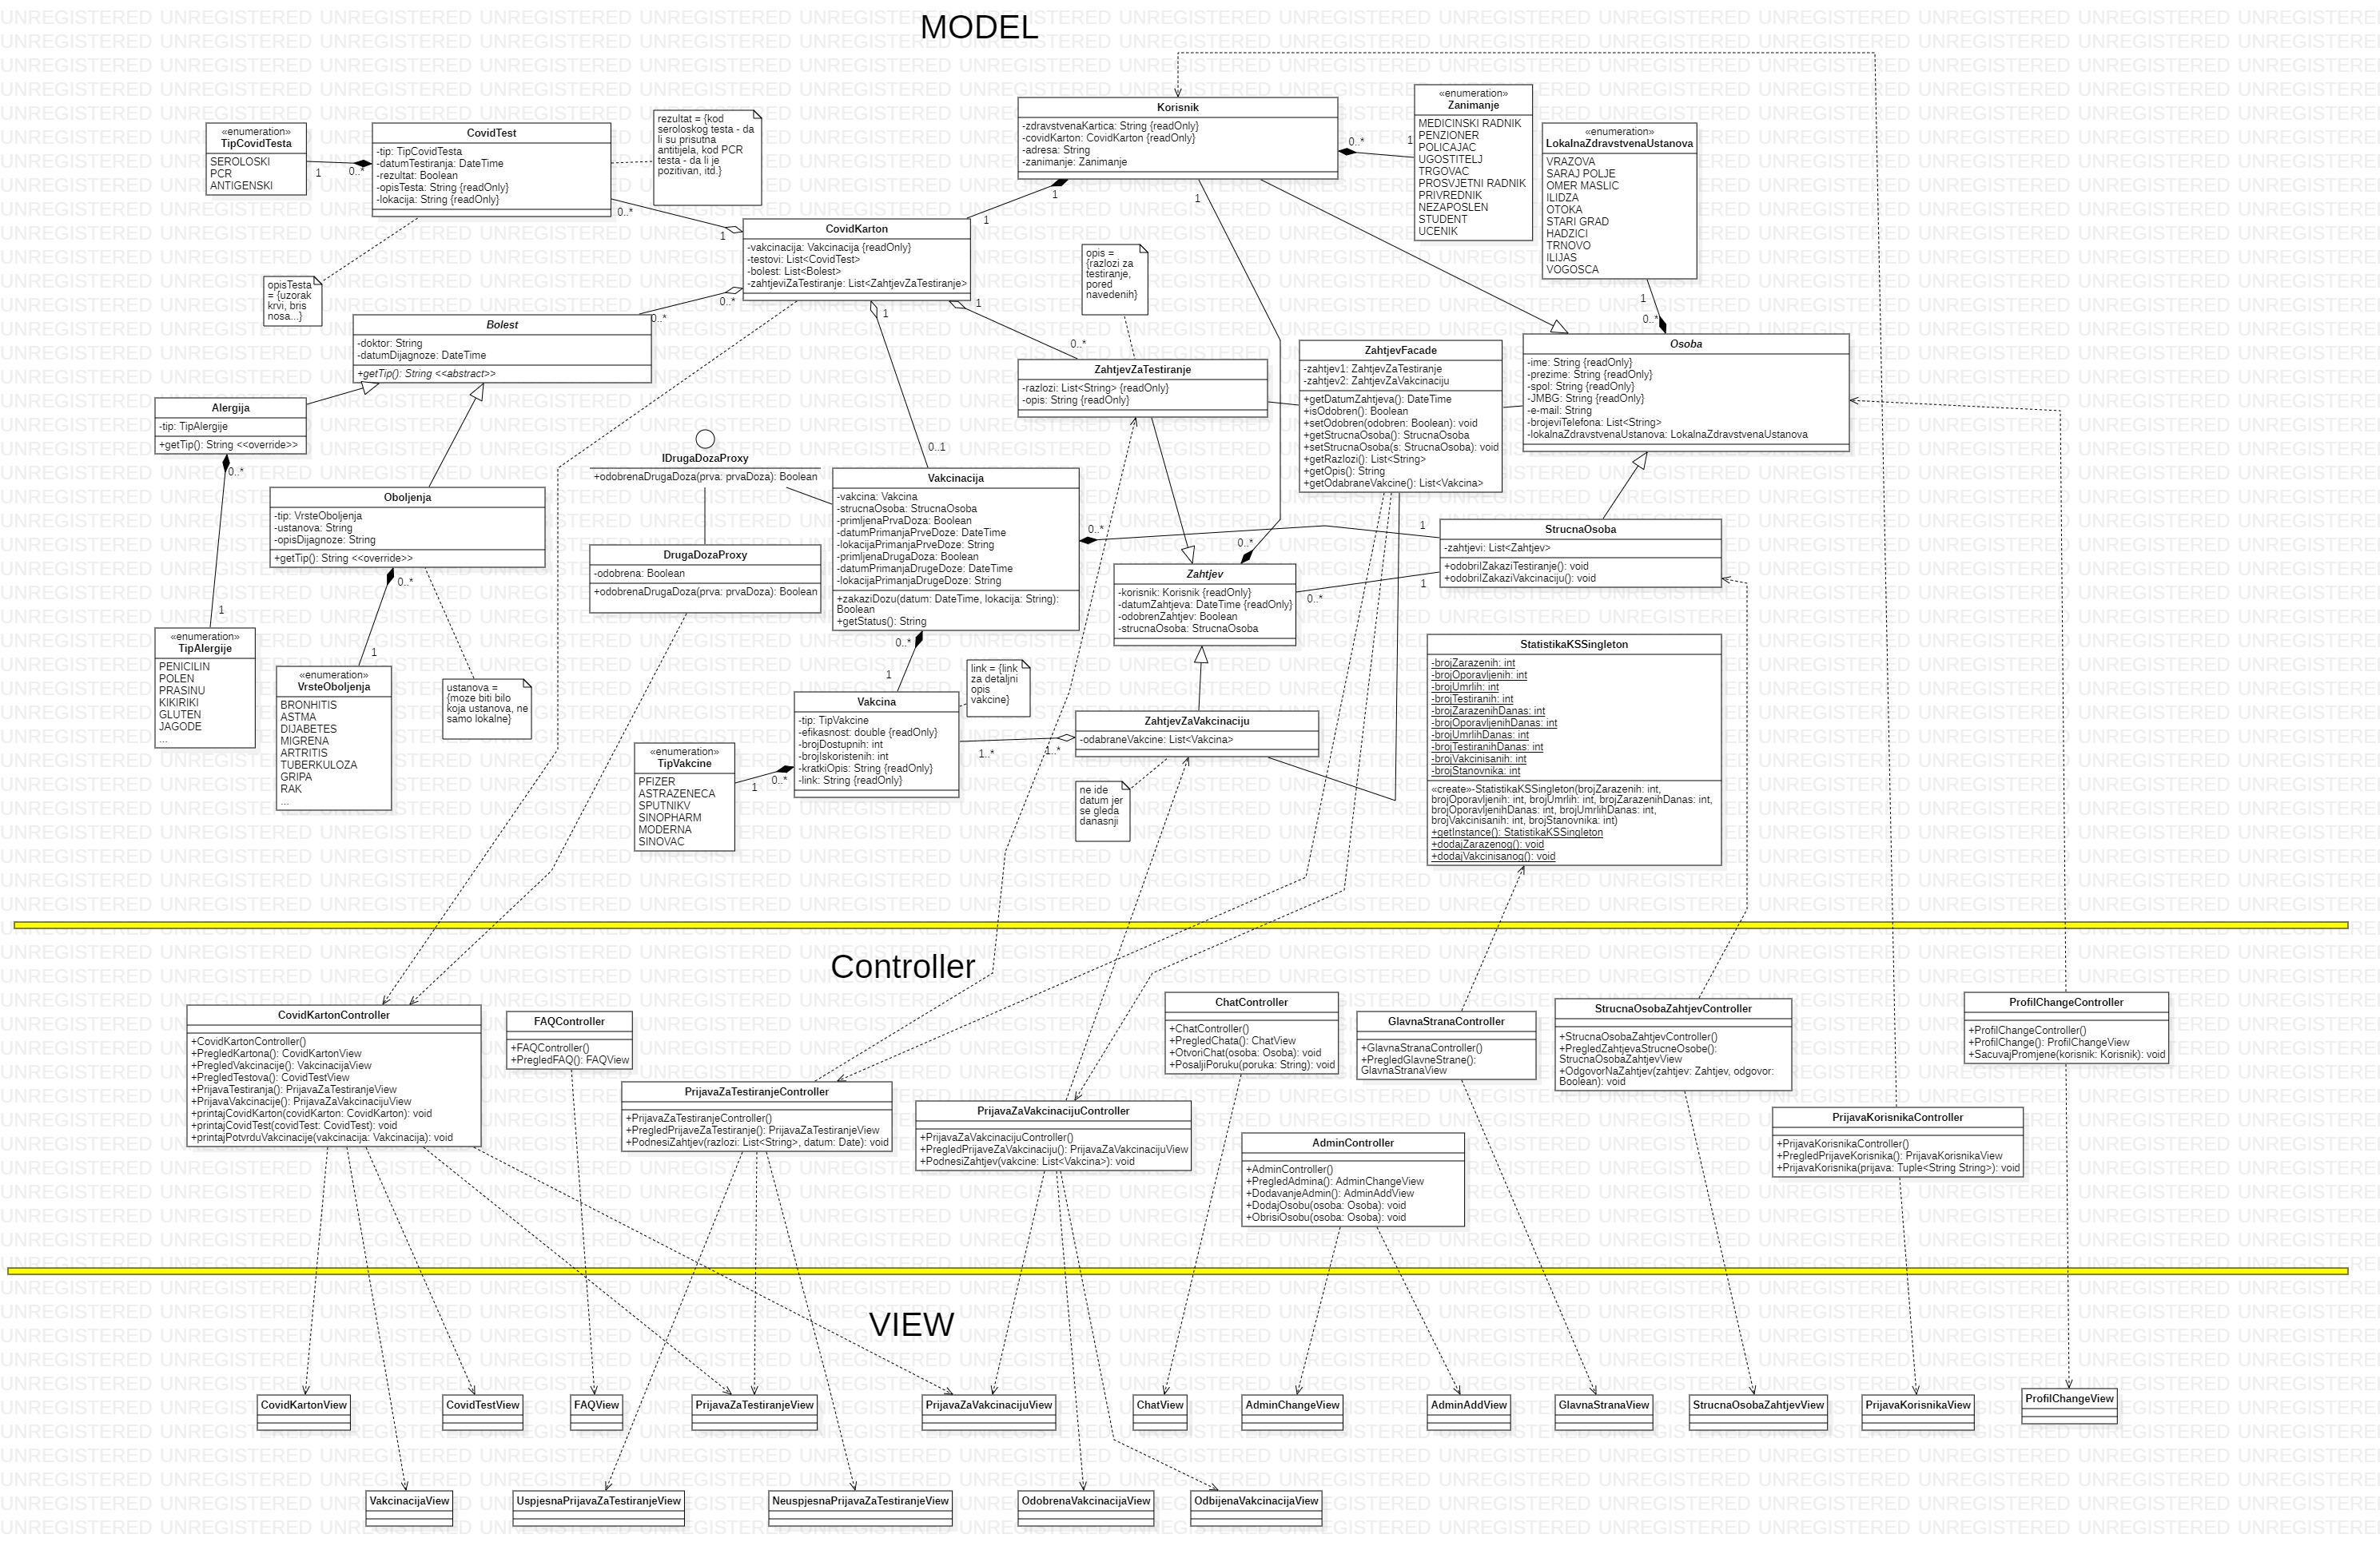 MODEL
«enumeration»
TipCovidTesta
SEROLOSKI
PCR
ANTIGENSKI
1
0..*
CovidTest
-tip: TipCovidTesta
-datumTestiranja: DateTime
-rezultat: Boolean
-opisTesta: String {readOnly}
-lokacija: String {readOnly}
rezultat = {kod
seroloskog testa - da
li su prisutna
antitijela, kod PCR
testa - da li je
pozitivan, itd.}
0..*
1
opisTesta
= {uzorak
krvi, bris
nosa...}
Korisnik
-zdravstvenaKartica: String {readOnly}
-covidKarton: CovidKarton {readOnly}
-adresa: String
-zanimanje: Zanimanje
0..*
1
1
1
1
«enumeration»
Zanimanje
MEDICINSKI RADNIK
PENZIONER
POLICAJAC
UGOSTITELJ
TRGOVAC
PROSVJETNI RADNIK
PRIVREDNIK
NEZAPOSLEN
STUDENT
UCENIK
«enumeration»
LokalnaZdravstvenaUstanova
VRAZOVA
SARAJ POLJE
OMER MASLIC
ILIDZA
OTOKA
STARI GRAD
HADZICI
TRNOVO
ILIJAS
VOGOSCA
1
0..*
CovidKarton
-vakcinacija: Vakcinacija {readOnly}
-testovi: List<CovidTest>
-bolest: List<Bolest>
-zahtjeviZaTestiranje: List<ZahtjevZaTestiranje>
0..*
0..*
1
1
0..*
0..1
opis =
{razlozi za
testiranje,
pored
navedenih}
Bolest
-doktor: String
-datumDijagnoze: DateTime
+getTip(): String <<abstract>>
Alergija
-tip: TipAlergije
+getTip(): String <<override>>
0..*
1
Oboljenja
-tip: VrsteOboljenja
-ustanova: String
-opisDijagnoze: String
+getTip(): String <<override>>
0..*
1
«enumeration»
TipAlergije
PENICILIN
POLEN
PRASINU
KIKIRIKI
GLUTEN
JAGODE
...
«enumeration»
VrsteOboljenja
BRONHITIS
ASTMA
DIJABETES
MIGRENA
ARTRITIS
TUBERKULOZA
GRIPA
RAK
...
ustanova =
{moze biti bilo
koja ustanova, ne
samo lokalne}
IDrugaDozaProxy
+odobrenaDrugaDoza(prva: prvaDoza): Boolean
DrugaDozaProxy
-odobrena: Boolean
+odobrenaDrugaDoza(prva: prvaDoza): Boolean
Vakcinacija
-vakcina: Vakcina
-strucnaOsoba: StrucnaOsoba
-primljenaPrvaDoza: Boolean
-datumPrimanjaPrveDoze: DateTime
-lokacijaPrimanjaPrveDoze: String
-primljenaDrugaDoza: Boolean
-datumPrimanjaDrugeDoze: DateTime
-lokacijaPrimanjaDrugeDoze: String
+zakaziDozu(datum: DateTime, lokacija: String):
Boolean
+getStatus(): String
0..*
1
0..*
1
ZahtjevZaTestiranje
-razlozi: List<String> {readOnly}
-opis: String {readOnly}
ZahtjevFacade
-zahtjev1: ZahtjevZaTestiranje
-zahtjev2: ZahtjevZaVakcinaciju
+getDatumZahtjeva(): DateTime
+isOdobren(): Boolean
+setOdobren(odobren: Boolean): void
+getStrucnaOsoba(): StrucnaOsoba
+setStrucnaOsoba(s: StrucnaOsoba): void
+getRazlozi(): List<String>
+getOpis(): String
+getOdabraneVakcine(): List<Vakcina>
Osoba
-ime: String {readOnly}
-prezime: String {readOnly}
-spol: String {readOnly}
-JMBG: String {readOnly}
-e-mail: String
-brojeviTelefona: List<String>
-lokalnaZdravstvenaUstanova: LokalnaZdravstvenaUstanova
StrucnaOsoba
-zahtjevi: List<Zahtjev>
+odobriIZakaziTestiranje(): void
+odobriIZakaziVakcinaciju(): void
0..*
Zahtjev
-korisnik: Korisnik {readOnly}
-datumZahtjeva: DateTime {readOnly}
-odobrenZahtjev: Boolean
-strucnaOsoba: StrucnaOsoba
0..*
1
StatistikaKSSingleton
-brojZarazenih: int
-brojOporavljenih: int
-brojUmrlih: int
-brojTestiranih: int
-brojZarazenihDanas: int
-brojOporavljenihDanas: int
-brojUmrlihDanas: int
-brojTestiranihDanas: int
-brojVakcinisanih: int
-brojStanovnika: int
«create»-StatistikaKSSingleton(brojZarazenih: int,
brojOporavljenih: int, brojUmrlih: int, brojZarazenihDanas: int,
brojOporavljenihDanas: int, brojUmrlihDanas: int,
brojVakcinisanih: int, brojStanovnika: int)
+getInstance(): StatistikaKSSingleton
+dodajZarazenog(): void
+dodajVakcinisanog(): void
link = {link
za detaljni
opis
vakcine}
Vakcina
-tip: TipVakcine
-efikasnost: double {readOnly}
-brojDostupnih: int
-brojIskoristenih: int
-kratkiOpis: String {readOnly}
-link: String {readOnly}
1..*
1..*
ZahtjevZaVakcinaciju
-odabraneVakcine: List<Vakcina>
«enumeration»
TipVakcine
PFIZER
ASTRAZENECA
SPUTNIKV
SINOPHARM
MODERNA
SINOVAC
0..*
1
ne ide
datum jer
se gleda
danasnji
Controller
CovidKartonController
+CovidKartonController()
+PregledKartona(): CovidKartonView
+PregledVakcinacije(): VakcinacijaView
+PregledTestova(): CovidTestView
+PrijavaTestiranja(): PrijavaZaTestiranjeView
+PrijavaVakcinacije(): PrijavaZaVakcinacijuView
+printajCovidKarton(covidKarton: CovidKarton): void
+printajCovidTest(covidTest: CovidTest): void
+printajPotvrduVakcinacije(vakcinacija: Vakcinacija): void
FAQController
+FAQController()
+PregledFAQ(): FAQView
PrijavaZaTestiranjeController
+PrijavaZaTestiranjeController()
+PregledPrijaveZaTestiranje(): PrijavaZaTestiranjeView
+PodnesiZahtjev(razlozi: List<String>, datum: Date): void
PrijavaZaVakcinacijuController
+PrijavaZaVakcinacijuController()
+PregledPrijaveZaVakcinaciju(): PrijavaZaVakcinacijuView
+PodnesiZahtjev(vakcine: List<Vakcina>): void
ChatController
+ChatController()
+PregledChata(): ChatView
+OtvoriChat(osoba: Osoba): void
+PosaljiPoruku(poruka: String): void
AdminController
+AdminController()
+PregledAdmina(): AdminChangeView
+DodavanjeAdmin(): AdminAddView
+DodajOsobu(osoba: Osoba): void
+ObrisiOsobu(osoba: Osoba): void
GlavnaStranaController
+GlavnaStranaController()
+PregledGlavneStrane():
GlavnaStranaView
StrucnaOsobaZahtjevController
+StrucnaOsobaZahtjevController()
+PregledZahtjevaStrucneOsobe():
StrucnaOsobaZahtjevView
+OdgovorNaZahtjev(zahtjev: Zahtjev, odgovor:
Boolean): void
PrijavaKorisnikaController
+PrijavaKorisnikaController()
+PregledPrijaveKorisnika(): PrijavaKorisnikaView
+PrijavaKorisnika(prijava: Tuple<String String>): void
ProfilChangeController
+ProfilChangeController()
+ProfilChange(): ProfilChangeView
+SacuvajPromjene(korisnik: Korisnik): void
VIEW
CovidKartonView
CovidTestView
FAQView
PrijavaZaTestiranjeView
PrijavaZaVakcinacijuView
ChatView
AdminChangeView
AdminAddView
GlavnaStranaView
StrucnaOsobaZahtjevView
PrijavaKorisnikaView
ProfilChangeView
VakcinacijaView
UspjesnaPrijavaZaTestiranjeView
NeuspjesnaPrijavaZaTestiranjeView
OdobrenaVakcinacijaView
OdbijenaVakcinacijaView